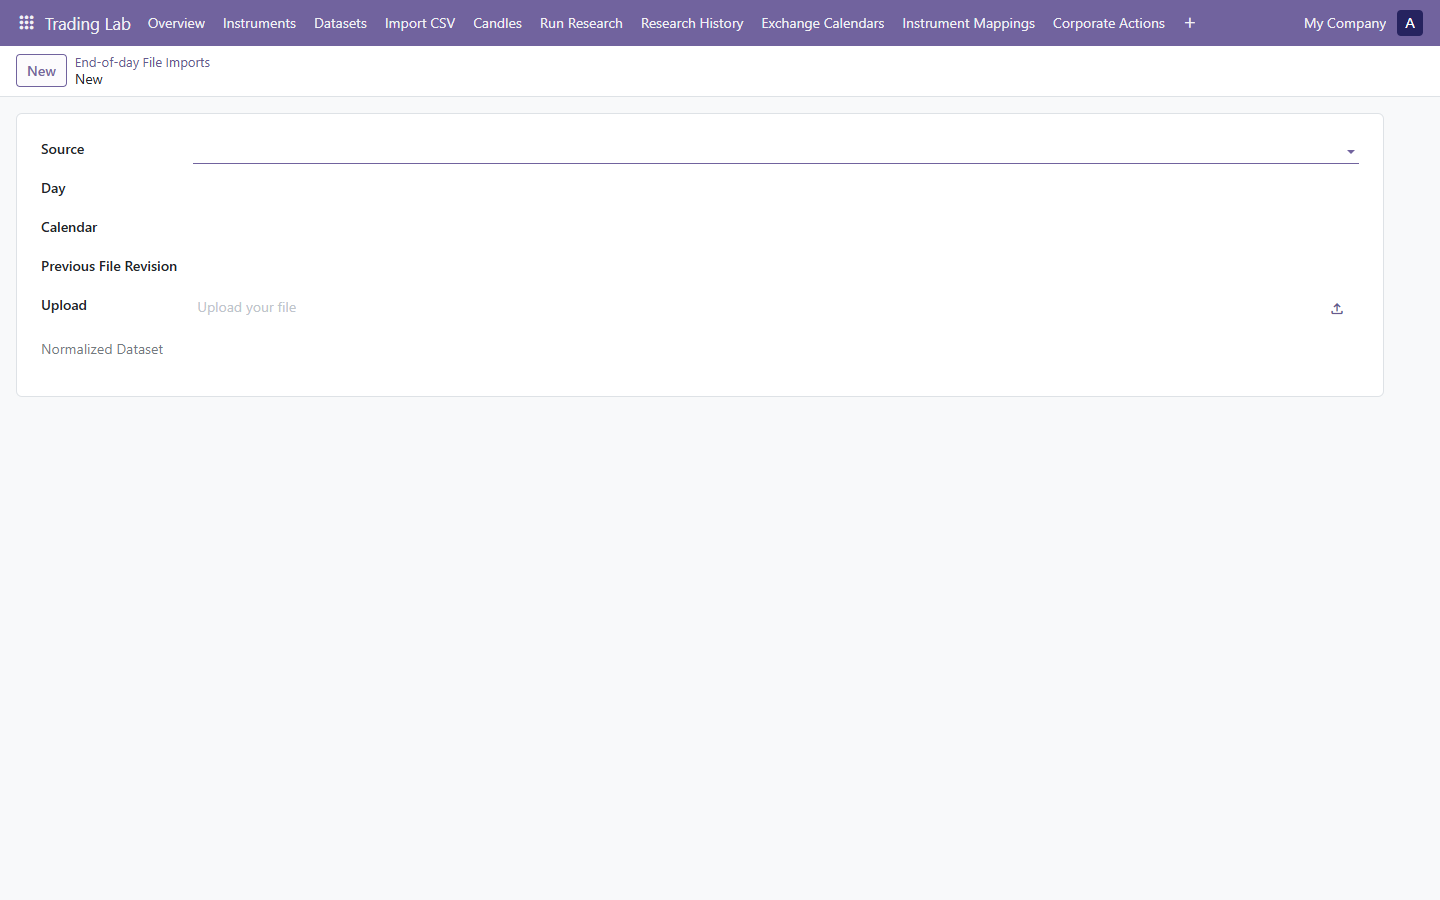 Trading Lab Overview Instruments Datasets Import CSV Candles Run Research Research History Exchange Calendars Instrument Mappings Corporate Actions + My Company A
New End-of-day File Imports
New
Source
Day
Calendar
Previous File Revision
Upload Upload your file
Normalized Dataset